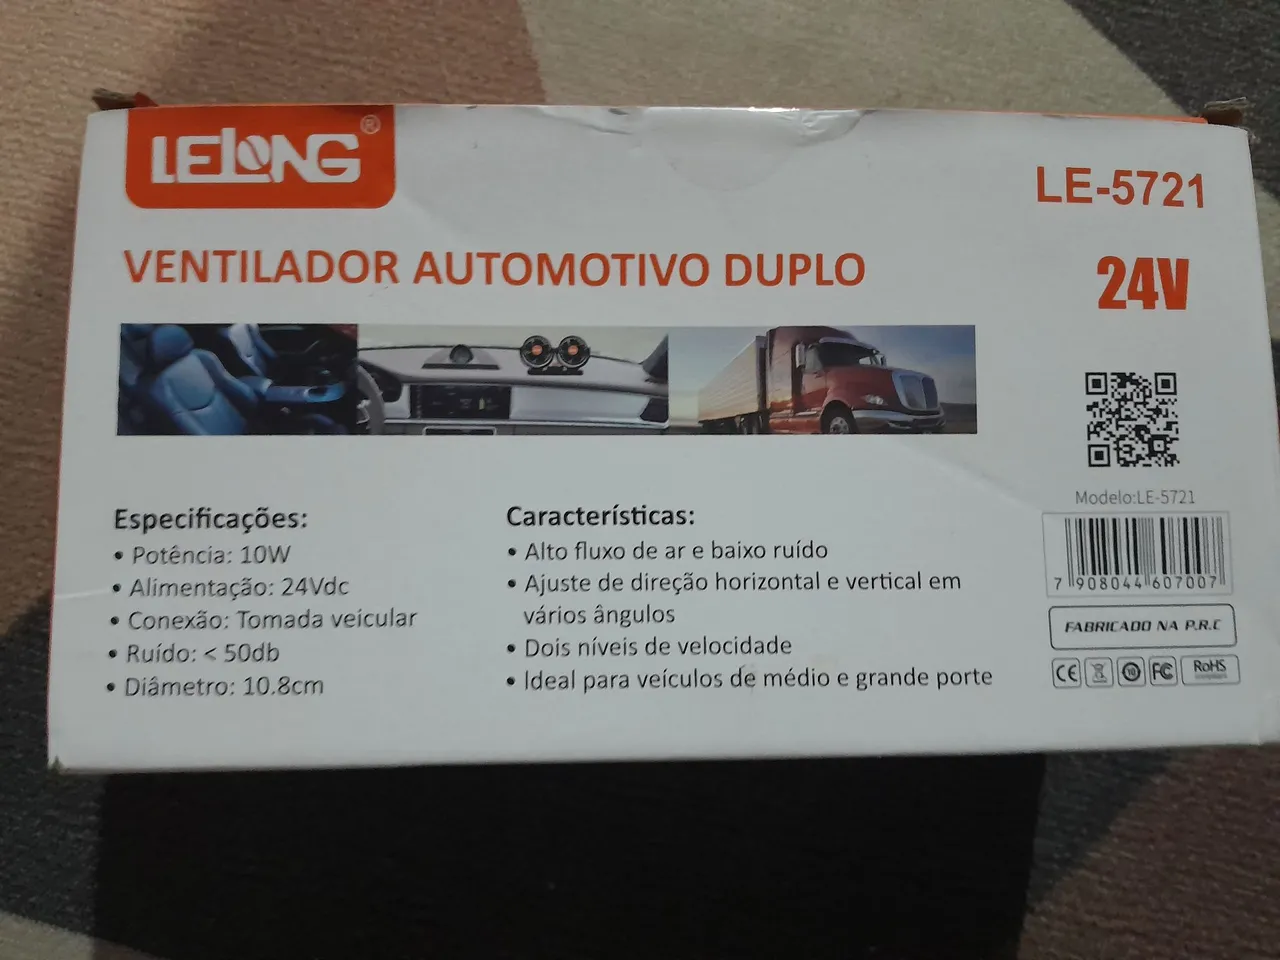 LELONG®
LE-5721
VENTILADOR AUTOMOTIVO DUPLO
24V
Especificações:
• Potência: 10W
• Alimentação: 24Vdc
• Conexão: Tomada veicular
• Ruído: < 50db
• Diâmetro: 10.8cm
Características:
• Alto fluxo de ar e baixo ruído
• Ajuste de direção horizontal e vertical em
vários ângulos
• Dois níveis de velocidade
• Ideal para veículos de médio e grande porte
Modelo:LE-5721
7 908044 607007
FABRICADO NA P.R.C
CE 10 FC RoHS